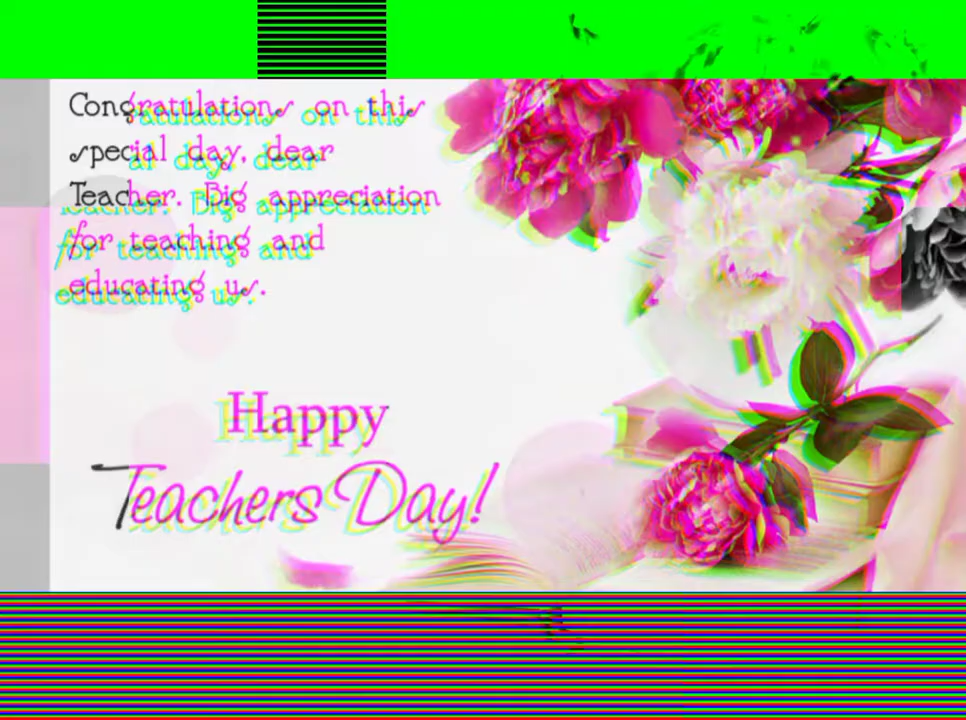 Congratulations on this
special day, dear
Teacher. Big appreciation
for teaching and
educating us.
Happy
Teachers Day!